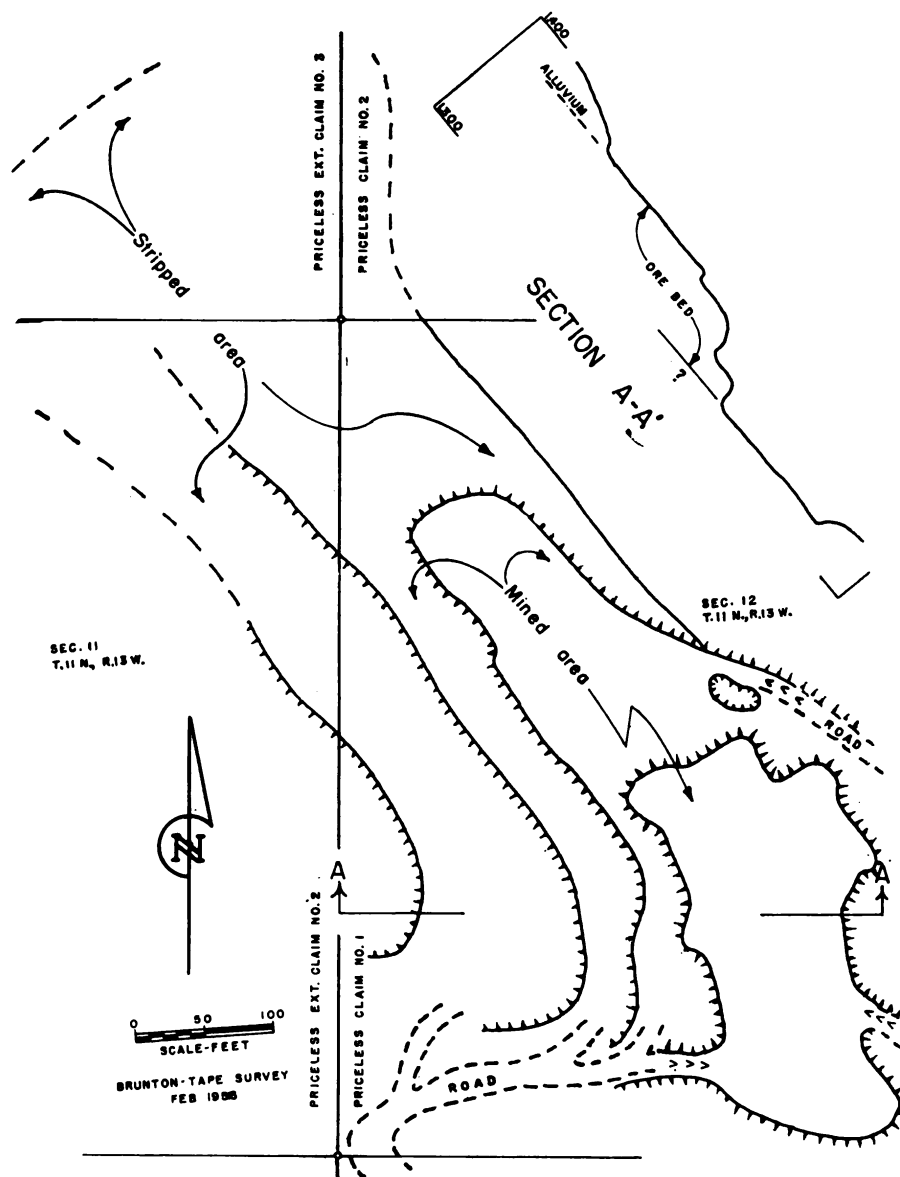 1400
1300
ALLUVIUM
ORE BED
?
SECTION A-A'
PRICELESS EXT. CLAIM NO. 3
PRICELESS CLAIM NO. 2
Stripped
area
Mined
area
SEC. 12
T.11 N., R.13 W.
SEC. 11
T.11 N., R.13 W.
ROAD
N
A
A
PRICELESS EXT. CLAIM NO. 2
PRICELESS CLAIM NO. 1
0 50 100
SCALE-FEET
BRUNTON-TAPE SURVEY
ROAD